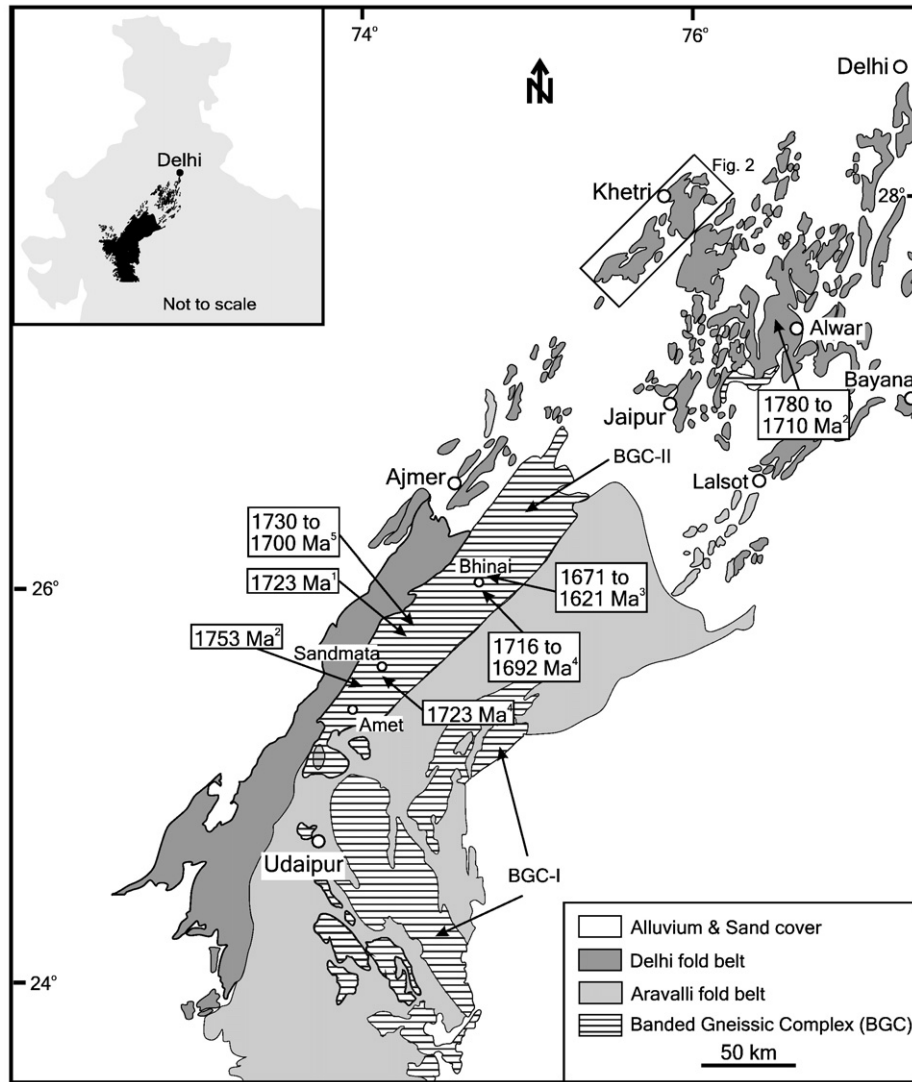 74°
76°
Delhi
N
Delhi
Not to scale
Fig. 2
Khetri
28°
Alwar
Bayana
Jaipur
1780 to
1710 Ma²
BGC-II
Ajmer
Lalsot
1730 to
1700 Ma⁵
Bhinai
1671 to
1621 Ma³
26°
1723 Ma¹
1753 Ma²
Sandmata
1716 to
1692 Ma⁴
1723 Ma⁴
Amet
Udaipur
BGC-I
24°
Alluvium & Sand cover
Delhi fold belt
Aravalli fold belt
Banded Gneissic Complex (BGC)
50 km